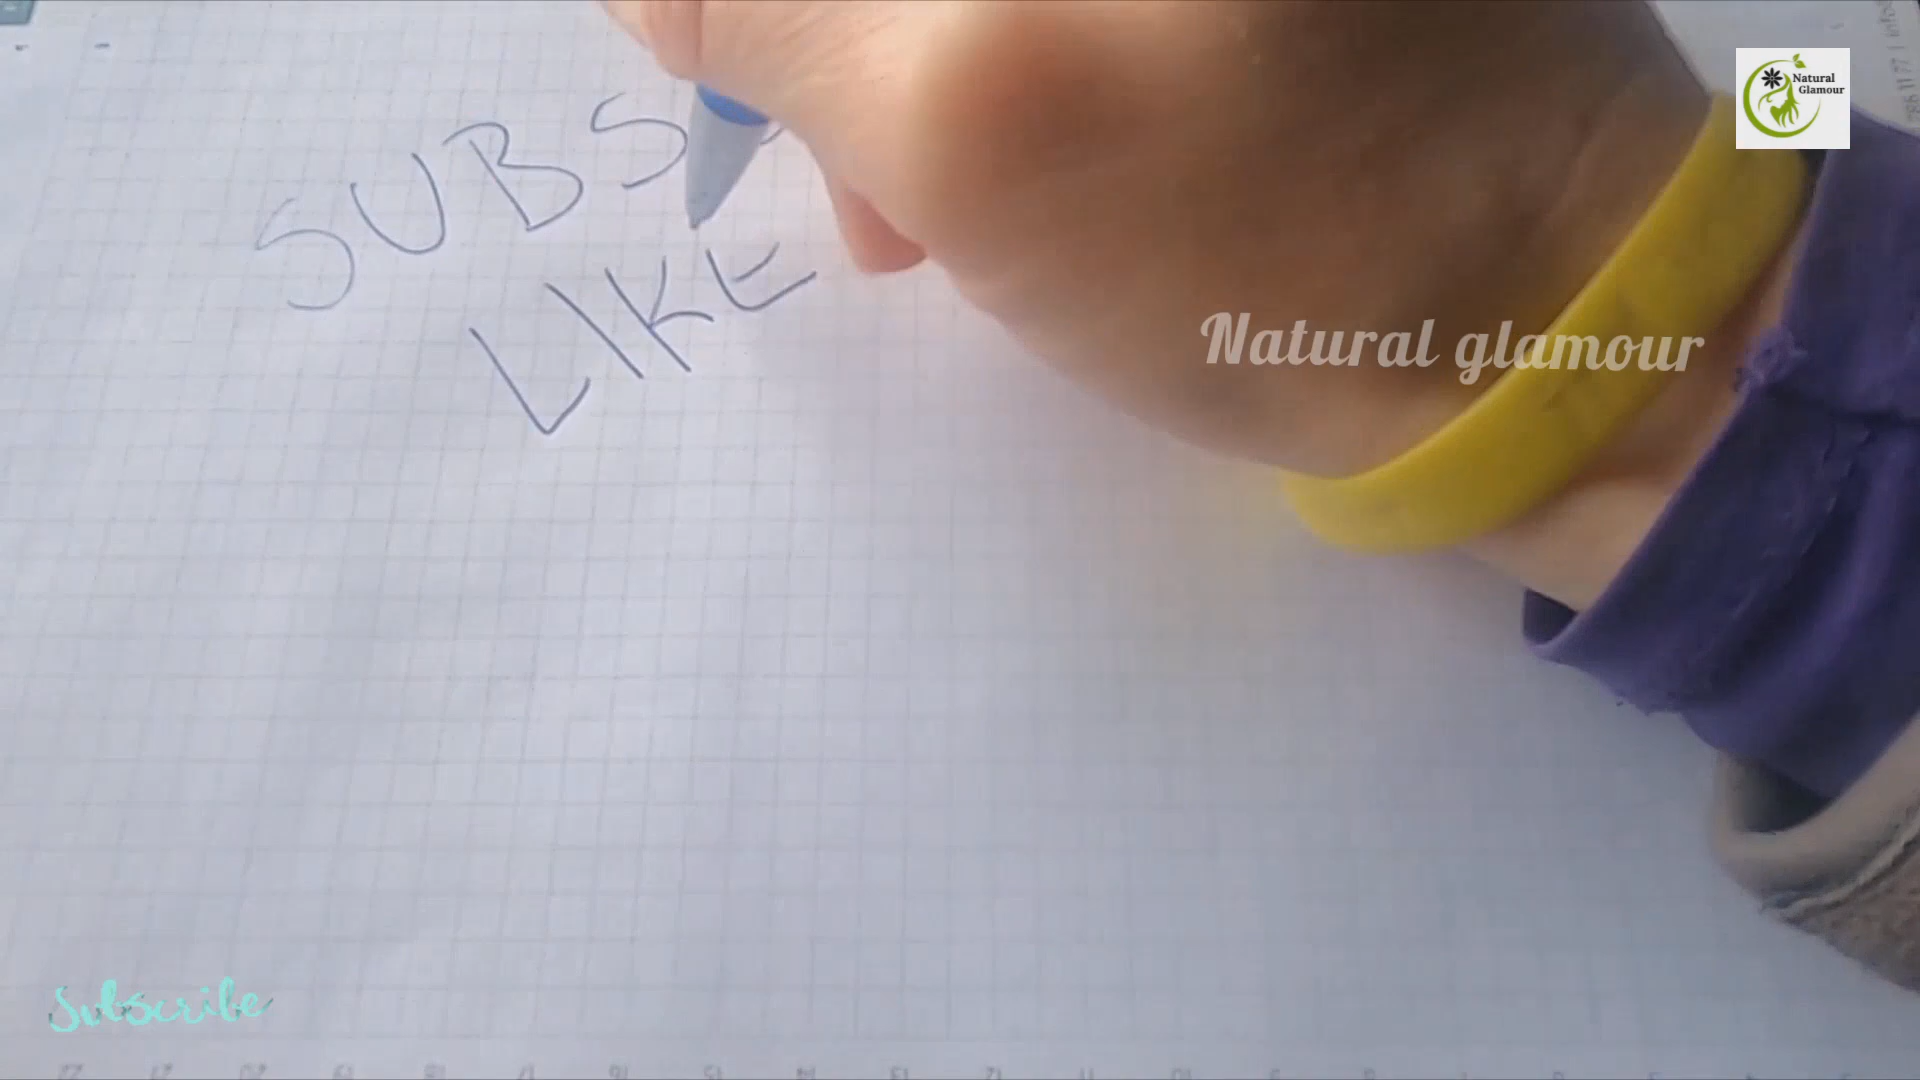 Natural
Glamour
SUBS
LIKE
Natural glamour
Subscribe